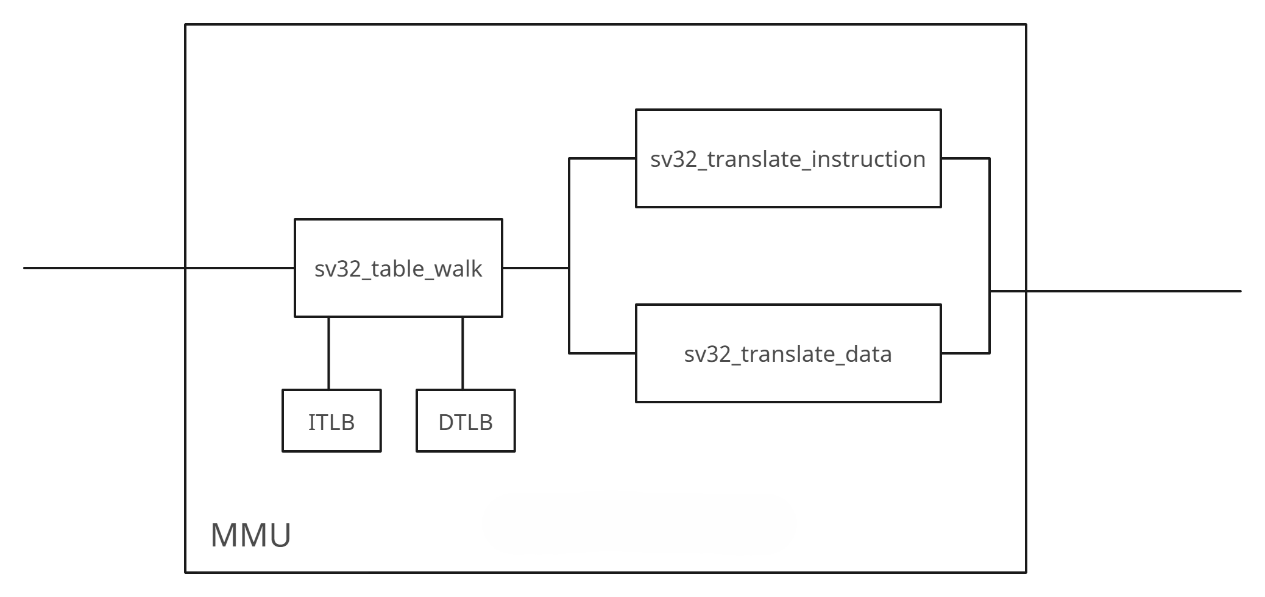 sv32_translate_instruction
sv32_table_walk
sv32_translate_data
ITLB
DTLB
MMU